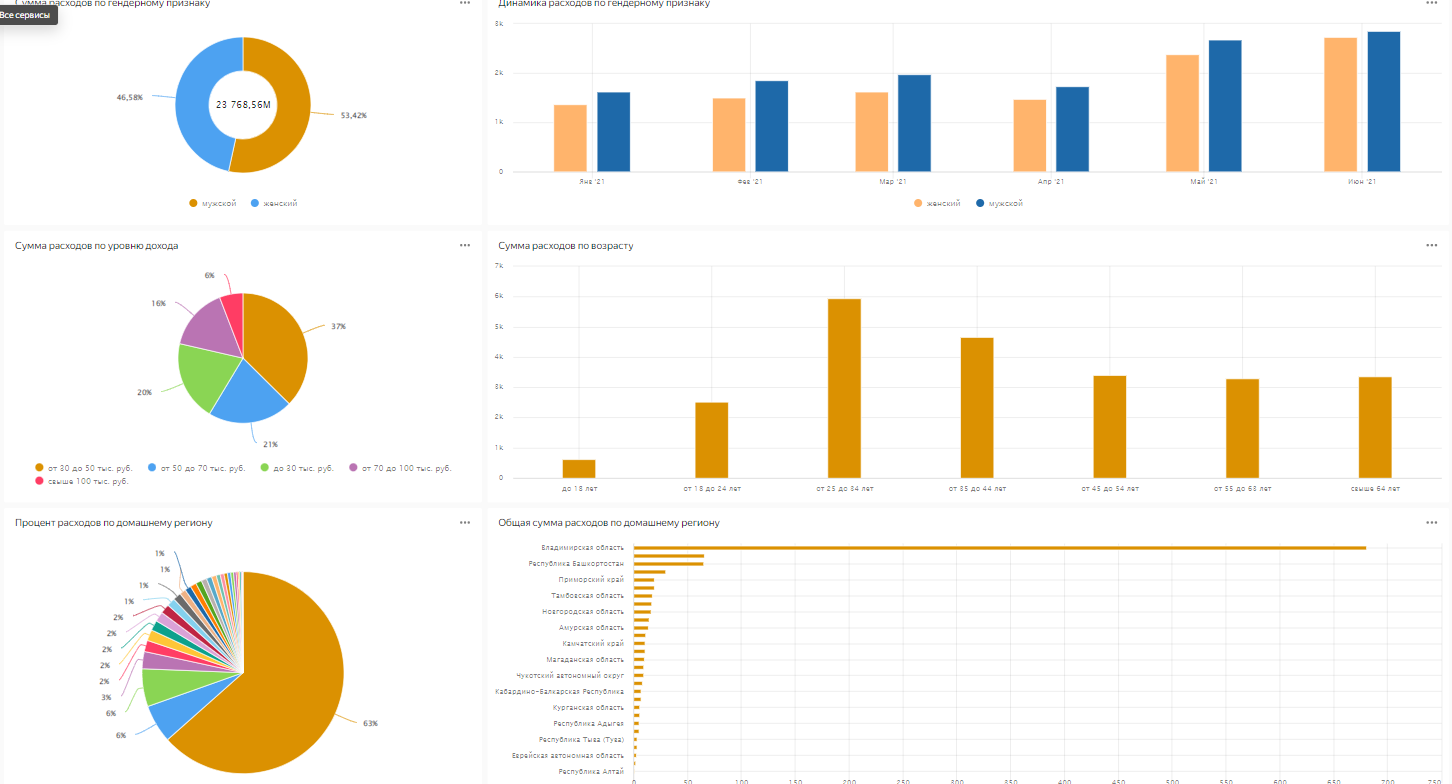 Сумма расходов по гендерному признаку
•••
Все сервисы
46,58%
23 768,56M
53,42%
мужской женский
Динамика расходов по гендерному признаку
•••
3k
2k
1k
0
Янв '21 Фев '21 Мар '21 Апр '21 Май '21 Июн '21
женский мужской
Сумма расходов по уровню дохода
•••
6%
16%
37%
20%
21%
от 30 до 50 тыс. руб. от 50 до 70 тыс. руб. до 30 тыс. руб. от 70 до 100 тыс. руб.
свыше 100 тыс. руб.
Сумма расходов по возрасту
•••
7k
6k
5k
4k
3k
2k
1k
0
до 18 лет от 18 до 24 лет от 25 до 34 лет от 35 до 44 лет от 45 до 54 лет от 55 до 63 лет свыше 64 лет
Процент расходов по домашнему региону
•••
1%
1%
1%
1%
2%
2%
2%
2%
2%
3%
6%
6%
63%
Общая сумма расходов по домашнему региону
•••
Владимирская область
Республика Башкортостан
Приморский край
Тамбовская область
Новгородская область
Амурская область
Камчатский край
Магаданская область
Чукотский автономный округ
Кабардино-Балкарская Республика
Курганская область
Республика Адыгея
Республика Тыва (Тува)
Еврейская автономная область
Республика Алтай
0 50 100 150 200 250 300 350 400 450 500 550 600 650 700 750